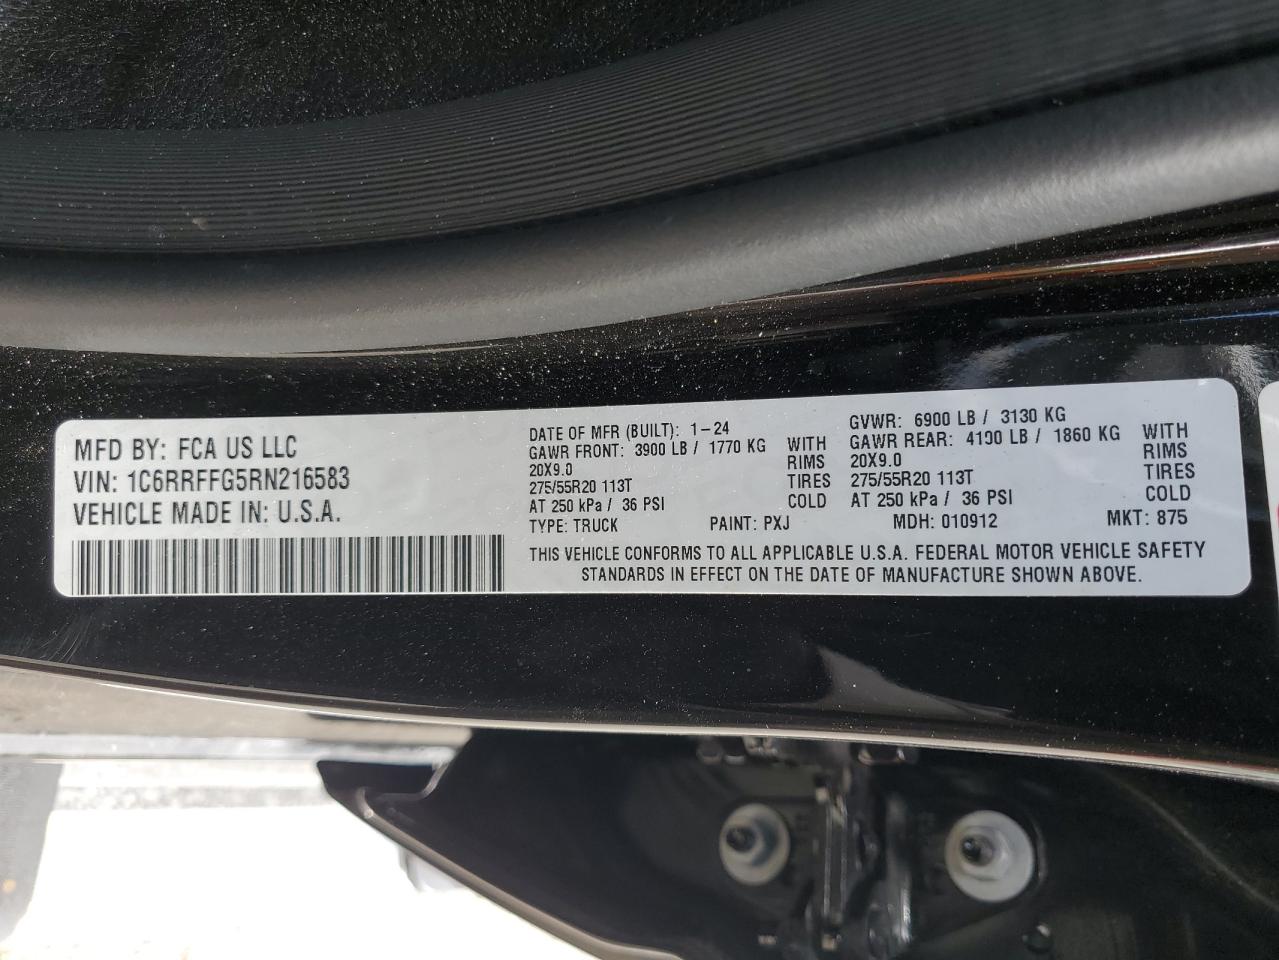 MFD BY: FCA US LLC
VIN: 1C6RRFFG5RN216583
VEHICLE MADE IN: U.S.A.
DATE OF MFR (BUILT): 1-24
GAWR FRONT: 3900 LB / 1770 KG WITH
20X9.0 RIMS
275/55R20 113T TIRES
AT 250 kPa / 36 PSI COLD
GVWR: 6900 LB / 3130 KG
GAWR REAR: 4100 LB / 1860 KG WITH
20X9.0 RIMS
275/55R20 113T TIRES
AT 250 kPa / 36 PSI COLD
TYPE: TRUCK PAINT: PXJ MDH: 010912 MKT: 875
THIS VEHICLE CONFORMS TO ALL APPLICABLE U.S.A. FEDERAL MOTOR VEHICLE SAFETY
STANDARDS IN EFFECT ON THE DATE OF MANUFACTURE SHOWN ABOVE.